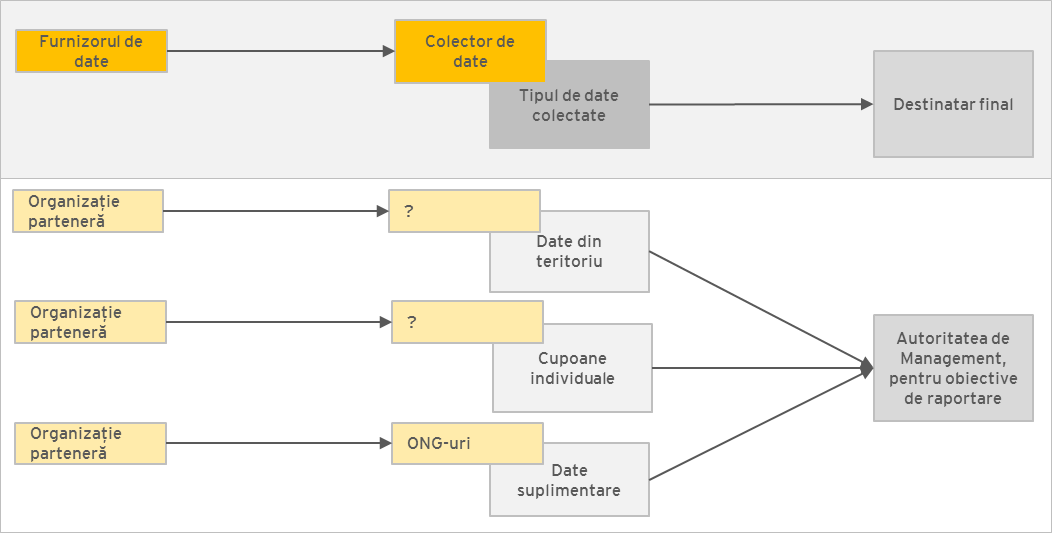 Furnizorul de
date
Colector de
date
Tipul de date
colectate
Destinatar final
Organizație
parteneră
?
Date din
teritoriu
Organizație
parteneră
?
Cupoane
individuale
Autoritatea de
Management,
pentru obiective
de raportare
Organizație
parteneră
ONG-uri
Date
suplimentare